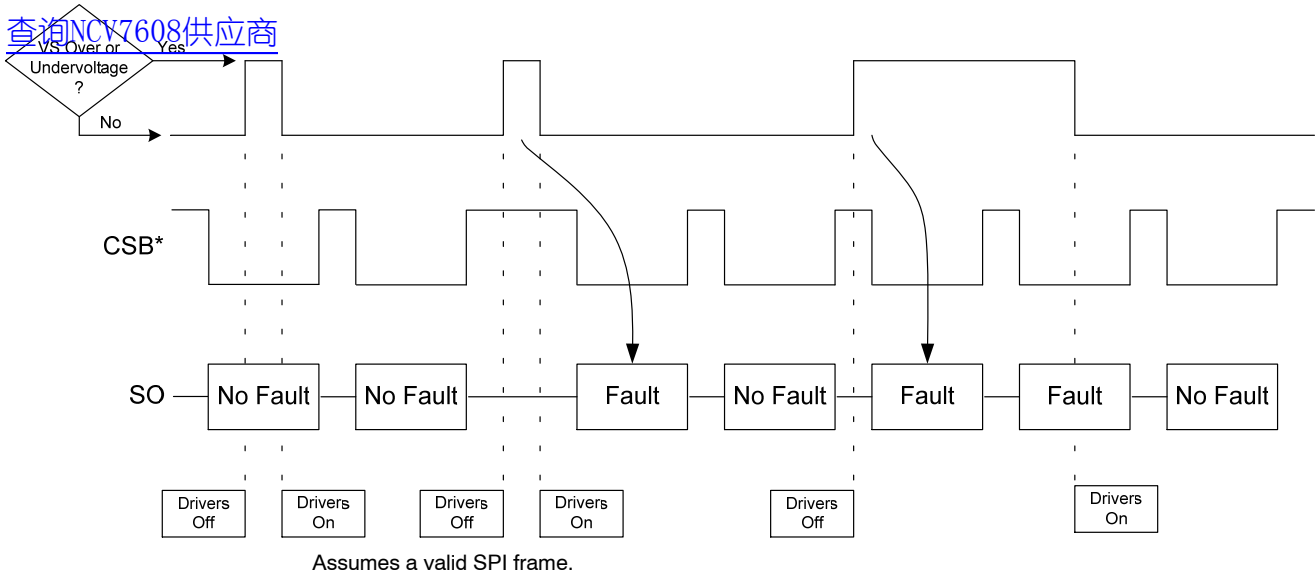 查询NCV7608供应商
VS Over or
Undervoltage
?
Yes
No
CSB*
SO
No Fault
No Fault
Fault
No Fault
Fault
Fault
No Fault
Drivers
Off
Drivers
On
Drivers
Off
Drivers
On
Drivers
Off
Drivers
On
Assumes a valid SPI frame.